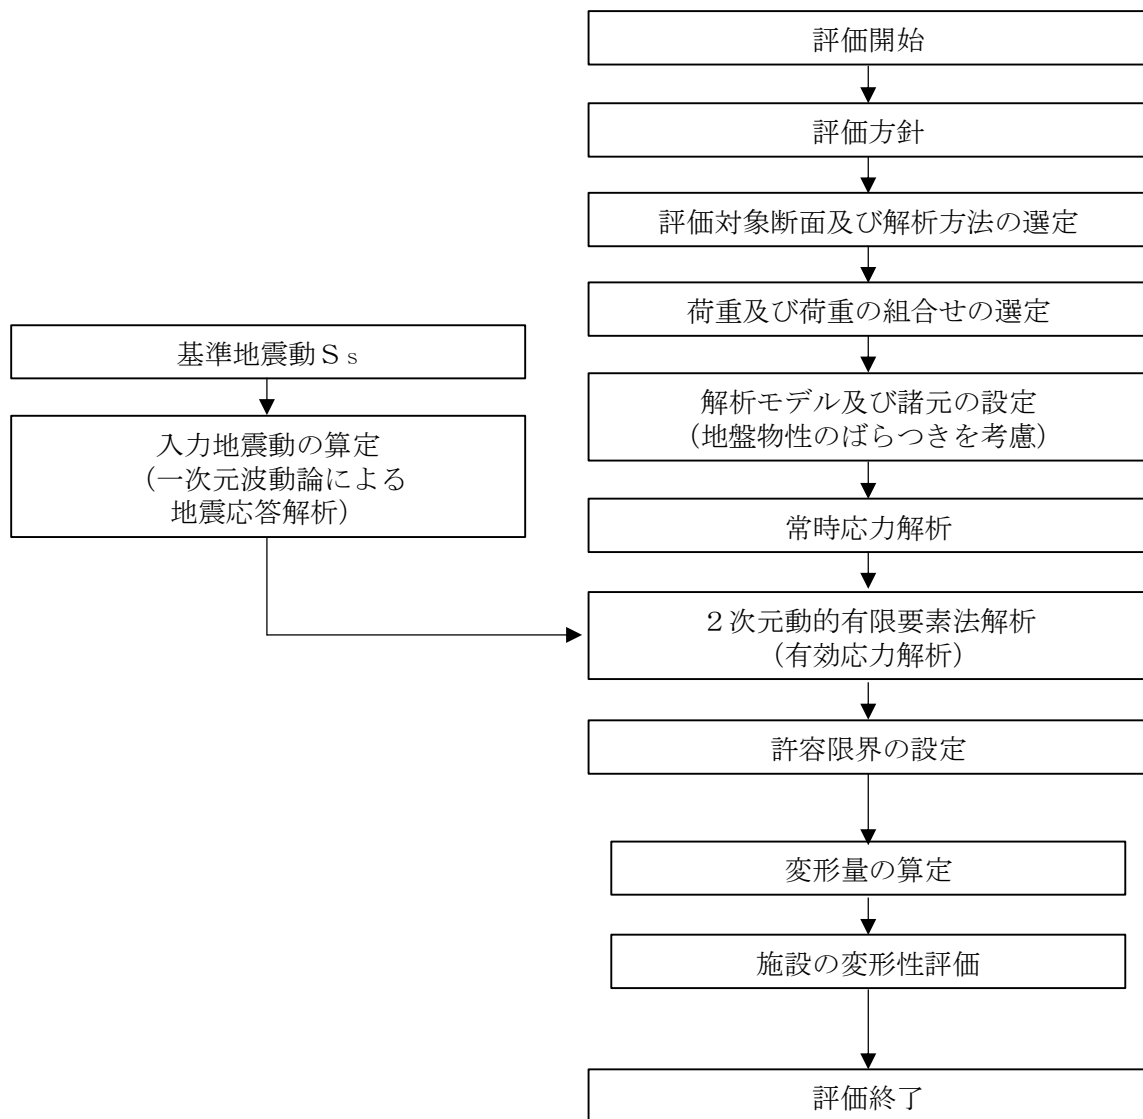 評価開始
評価方針
評価対象断面及び解析方法の選定
荷重及び荷重の組合せの選定
基準地震動Ｓｓ
入力地震動の算定
（一次元波動論による
地震応答解析）
解析モデル及び諸元の設定
（地盤物性のばらつきを考慮）
常時応力解析
２次元動的有限要素法解析
（有効応力解析）
許容限界の設定
変形量の算定
施設の変形性評価
評価終了